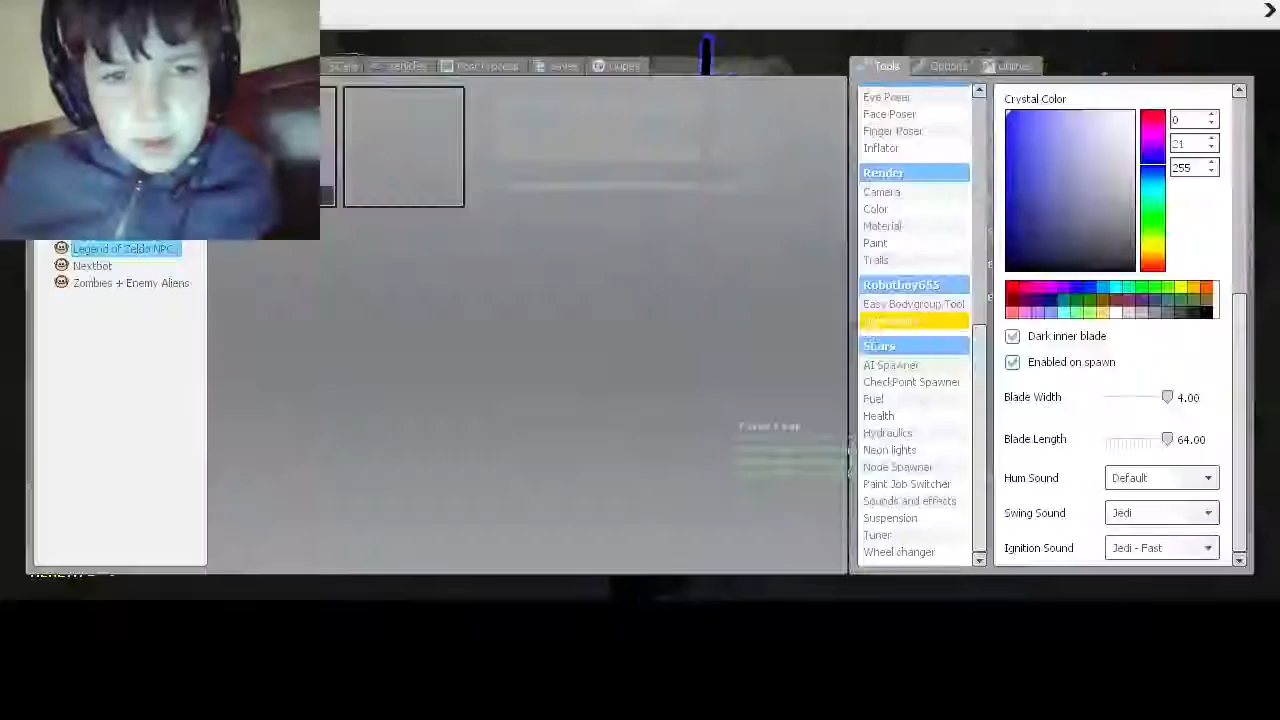 Post Process
Saves
Dupes
Tools
Options
Utilities
Legend of Zelda NPC...
Nextbot
Zombies + Enemy Aliens
Eye Poser
Face Poser
Finger Poser
Inflator
Render
Camera
Color
Material
Paint
Trails
Robotboy655
Easy Bodygroup Tool
SCars
AI Spawner
CheckPoint Spawner
Fuel
Health
Hydraulics
Neon lights
Node Spawner
Paint Job Switcher
Sounds and effects
Suspension
Tuner
Wheel changer
Crystal Color
0
21
255
Dark inner blade
Enabled on spawn
Blade Width 4.00
Blade Length 64.00
Hum Sound Default
Swing Sound Jedi
Ignition Sound Jedi - Fast